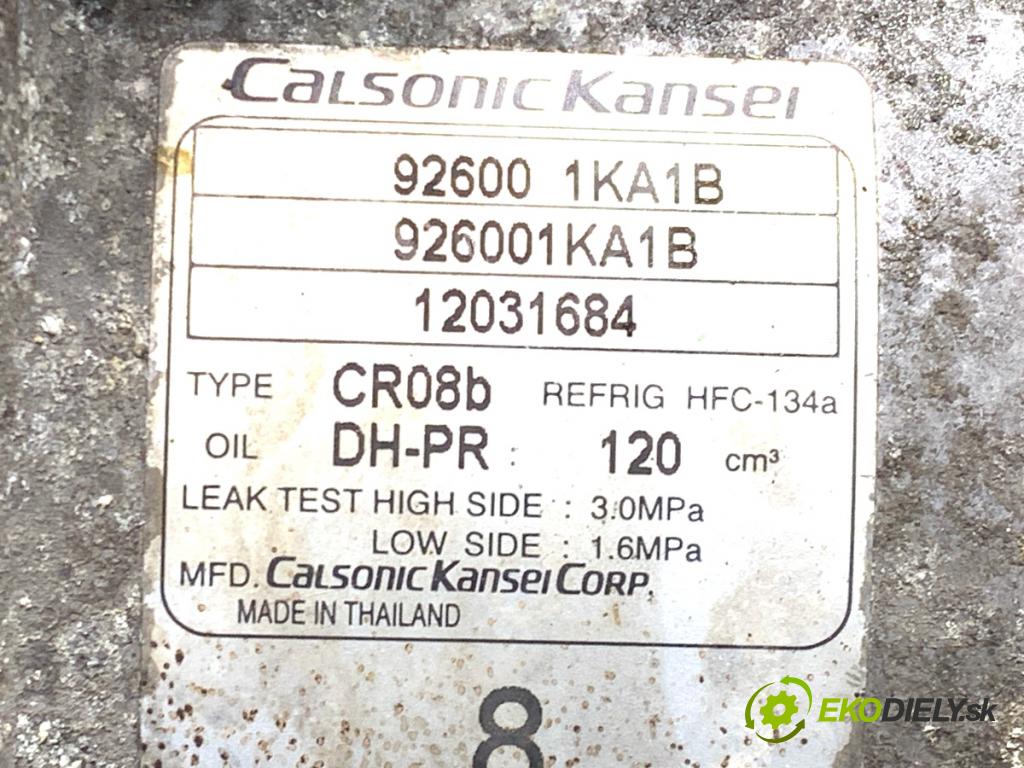 Calsonic Kansei
92600 1KA1B
926001KA1B
12031684
TYPE CR08b REFRIG HFC-134a
OIL DH-PR : 120 cm³
LEAK TEST HIGH SIDE : 3.0MPa
LOW SIDE : 1.6MPa
MFD. Calsonic Kansei Corp.
MADE IN THAILAND
8
EKODIELY.sk